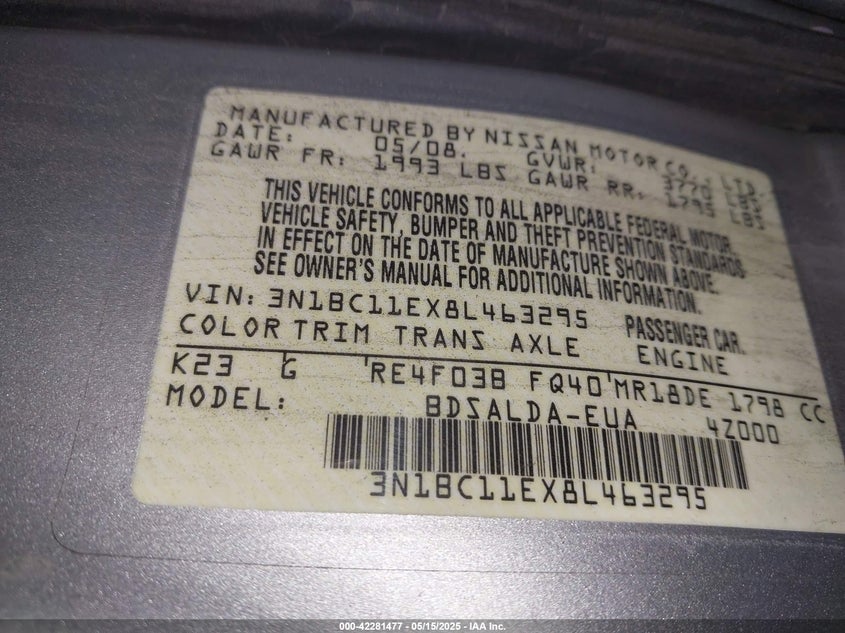 MANUFACTURED BY NISSAN MOTOR CO., LTD.
DATE: 05/08. GVWR: 3770 LBS
GAWR FR: 1993 LBS GAWR RR: 1795 LBS
THIS VEHICLE CONFORMS TO ALL APPLICABLE FEDERAL MOTOR
VEHICLE SAFETY, BUMPER AND THEFT PREVENTION STANDARDS
IN EFFECT ON THE DATE OF MANUFACTURE SHOWN ABOVE.
SEE OWNER'S MANUAL FOR ADDITIONAL INFORMATION.
VIN: 3N1BC11EX8L463295 PASSENGER CAR.
COLOR TRIM TRANS AXLE ENGINE
K23 G RE4F03B FQ40 MR18DE 1798 CC
MODEL: BDSALDA-EUA 4Z000
3N1BC11EX8L463295
000-42281477 — 05/15/2025 — IAA Inc.